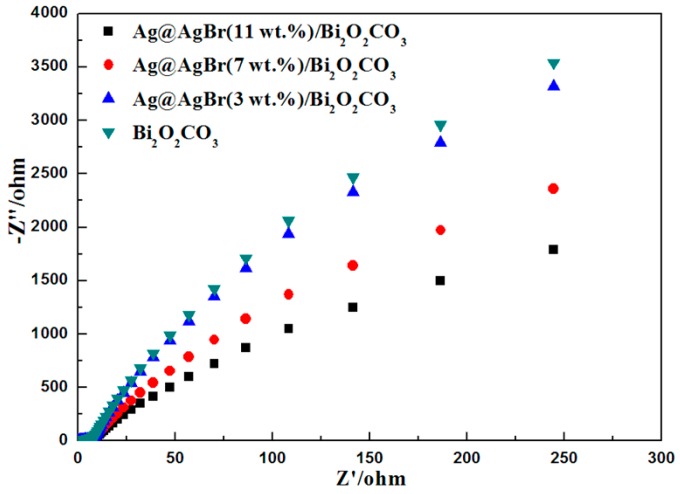 4000
3500
3000
2500
2000
1500
1000
500
0
-Z''/ohm
Ag@AgBr(11 wt.%)/Bi₂O₂CO₃
Ag@AgBr(7 wt.%)/Bi₂O₂CO₃
Ag@AgBr(3 wt.%)/Bi₂O₂CO₃
Bi₂O₂CO₃
0 50 100 150 200 250 300
Z'/ohm